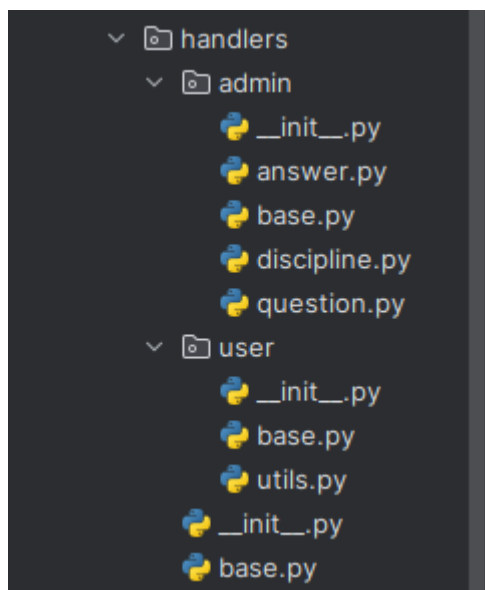 handlers
admin
__init__.py
answer.py
base.py
discipline.py
question.py
user
__init__.py
base.py
utils.py
__init__.py
base.py